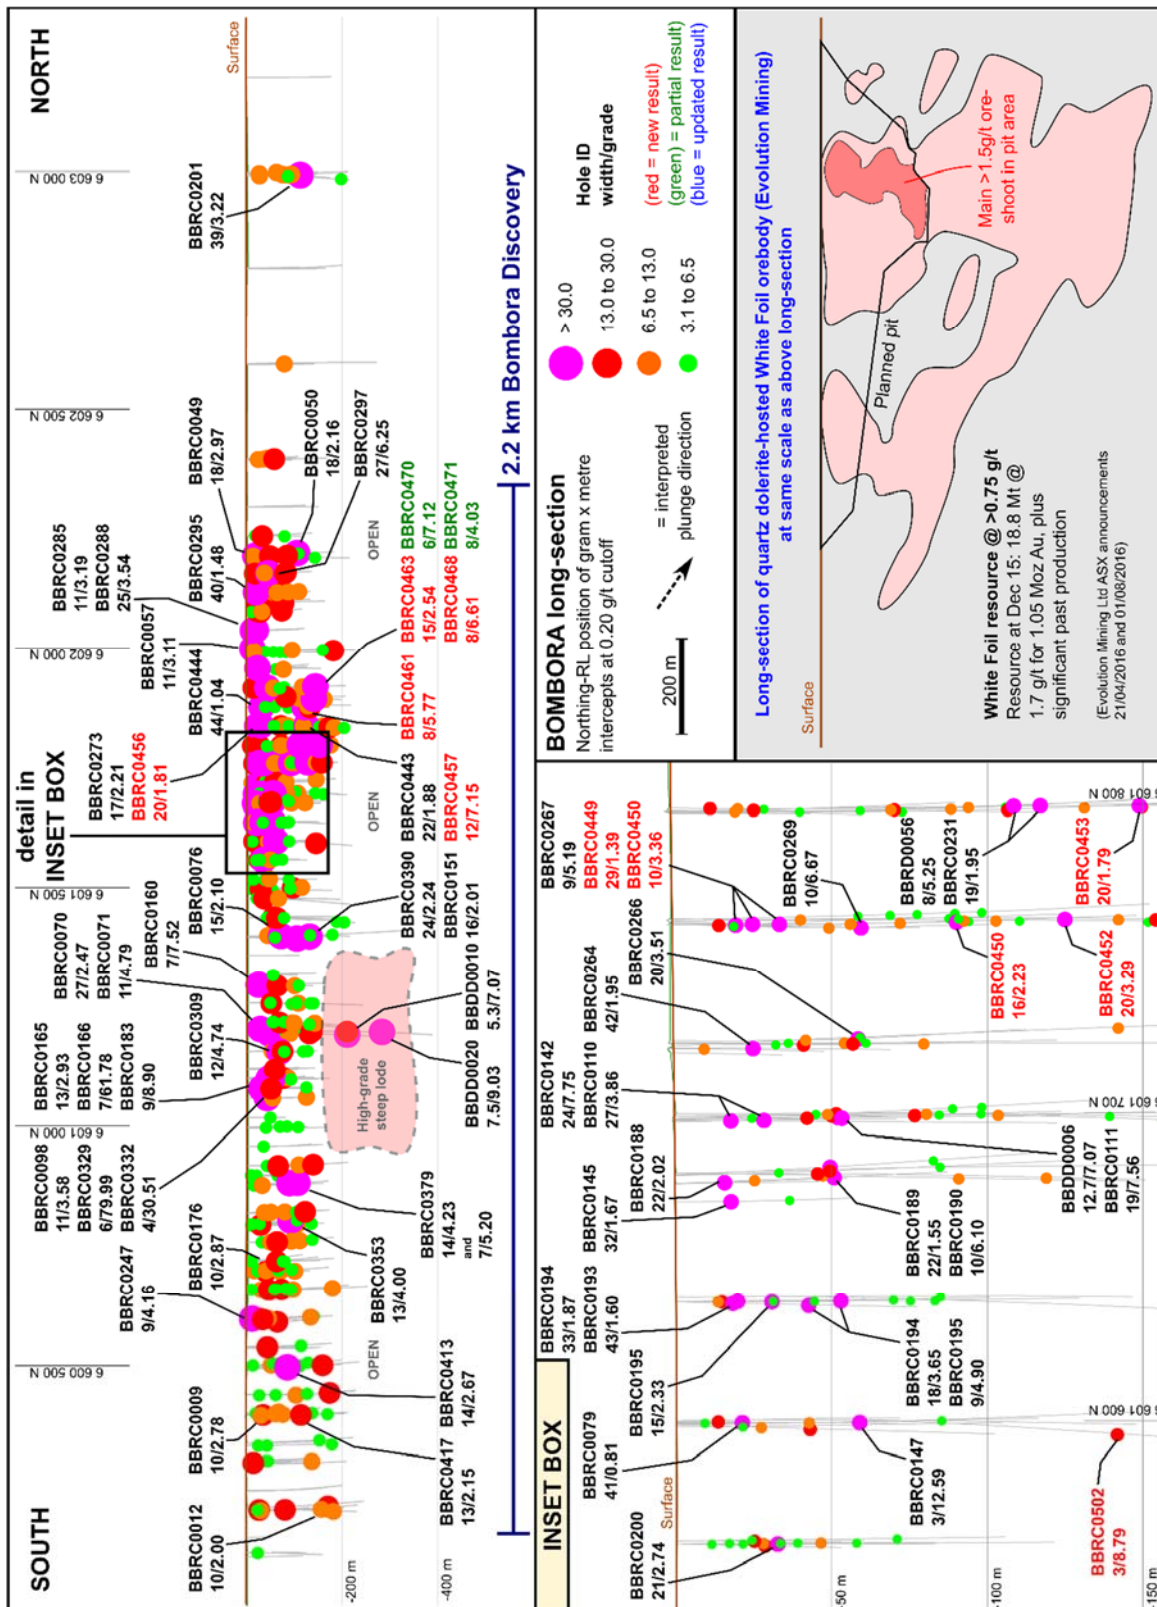 SOUTH
NORTH
detail in
INSET BOX
Surface
6 600 500 N
6 601 000 N
6 601 500 N
6 602 000 N
6 602 500 N
6 603 000 N
-200 m
-400 m
BBRC0012
10/2.00
BBRC0009
10/2.78
BBRC0417
13/2.15
BBRC0413
14/2.67
OPEN
BBRC0247
9/4.16
BBRC0176
10/2.87
BBRC0353
13/4.00
BBRC0379
14/4.23
and
7/5.20
BBRC0098
11/3.58
BBRC0329
6/79.99
BBRC0332
4/30.51
BBRC0165
13/2.93
BBRC0166
7/61.78
BBRC0183
9/8.90
BBRC0309
12/4.74
BBRC0070
27/2.47
BBRC0071
11/4.79
BBRC0160
7/7.52
High-grade
steep lode
BBDD0020
7.5/9.03
BBDD0010
5.3/7.07
BBRC0076
15/2.10
BBRC0390
24/2.24
BBRC0151
16/2.01
OPEN
BBRC0273
17/2.21
BBRC0456
20/1.81
BBRC0443
22/1.88
BBRC0457
12/7.15
BBRC0444
44/1.04
BBRC0461
8/5.77
BBRC0057
11/3.11
BBRC0463
15/2.54
BBRC0468
8/6.61
BBRC0285
11/3.19
BBRC0288
25/3.54
BBRC0295
40/1.48
BBRC0049
18/2.97
BBRC0050
18/2.16
BBRC0297
27/6.25
OPEN
BBRC0470
6/7.12
BBRC0471
8/4.03
BBRC0201
39/3.22
2.2 km Bombora Discovery
INSET BOX
Surface
-50 m
-100 m
-150 m
BBRC0200
21/2.74
BBRC0079
41/0.81
BBRC0147
3/12.59
BBRC0502
3/8.79
6 601 600 N
BBRC0194
33/1.87
BBRC0193
43/1.60
BBRC0195
15/2.33
BBRC0194
18/3.65
BBRC0195
9/4.90
BBRC0145
32/1.67
BBRC0188
22/2.02
BBRC0189
22/1.55
BBRC0190
10/6.10
BBRC0142
24/7.75
BBRC0110
27/3.86
BBDD0006
12.7/7.07
BBRC0111
19/7.56
6 601 700 N
BBRC0264
42/1.95
BBRC0266
20/3.51
BBRC0267
9/5.19
BBRC0449
29/1.39
BBRC0450
10/3.36
BBRC0269
10/6.67
BBRC0450
16/2.23
BBRC0452
20/3.29
BBRD0056
8/5.25
BBRC0231
19/1.95
BBRC0453
20/1.79
6 601 800 N
BOMBORA long-section
Northing-RL position of gram x metre
intercepts at 0.20 g/t cutoff
200 m
= interpreted
plunge direction
> 30.0
13.0 to 30.0
6.5 to 13.0
3.1 to 6.5
Hole ID
width/grade
(red = new result)
(green) = partial result)
(blue = updated result)
Long-section of quartz dolerite-hosted White Foil orebody (Evolution Mining)
at same scale as above long-section
Surface
Planned pit
Main >1.5g/t ore-
shoot in pit area
White Foil resource @ >0.75 g/t
Resource at Dec 15: 18.8 Mt @
1.7 g/t for 1.05 Moz Au, plus
significant past production
(Evolution Mining Ltd ASX announcements
21/04/2016 and 01/08/2016)